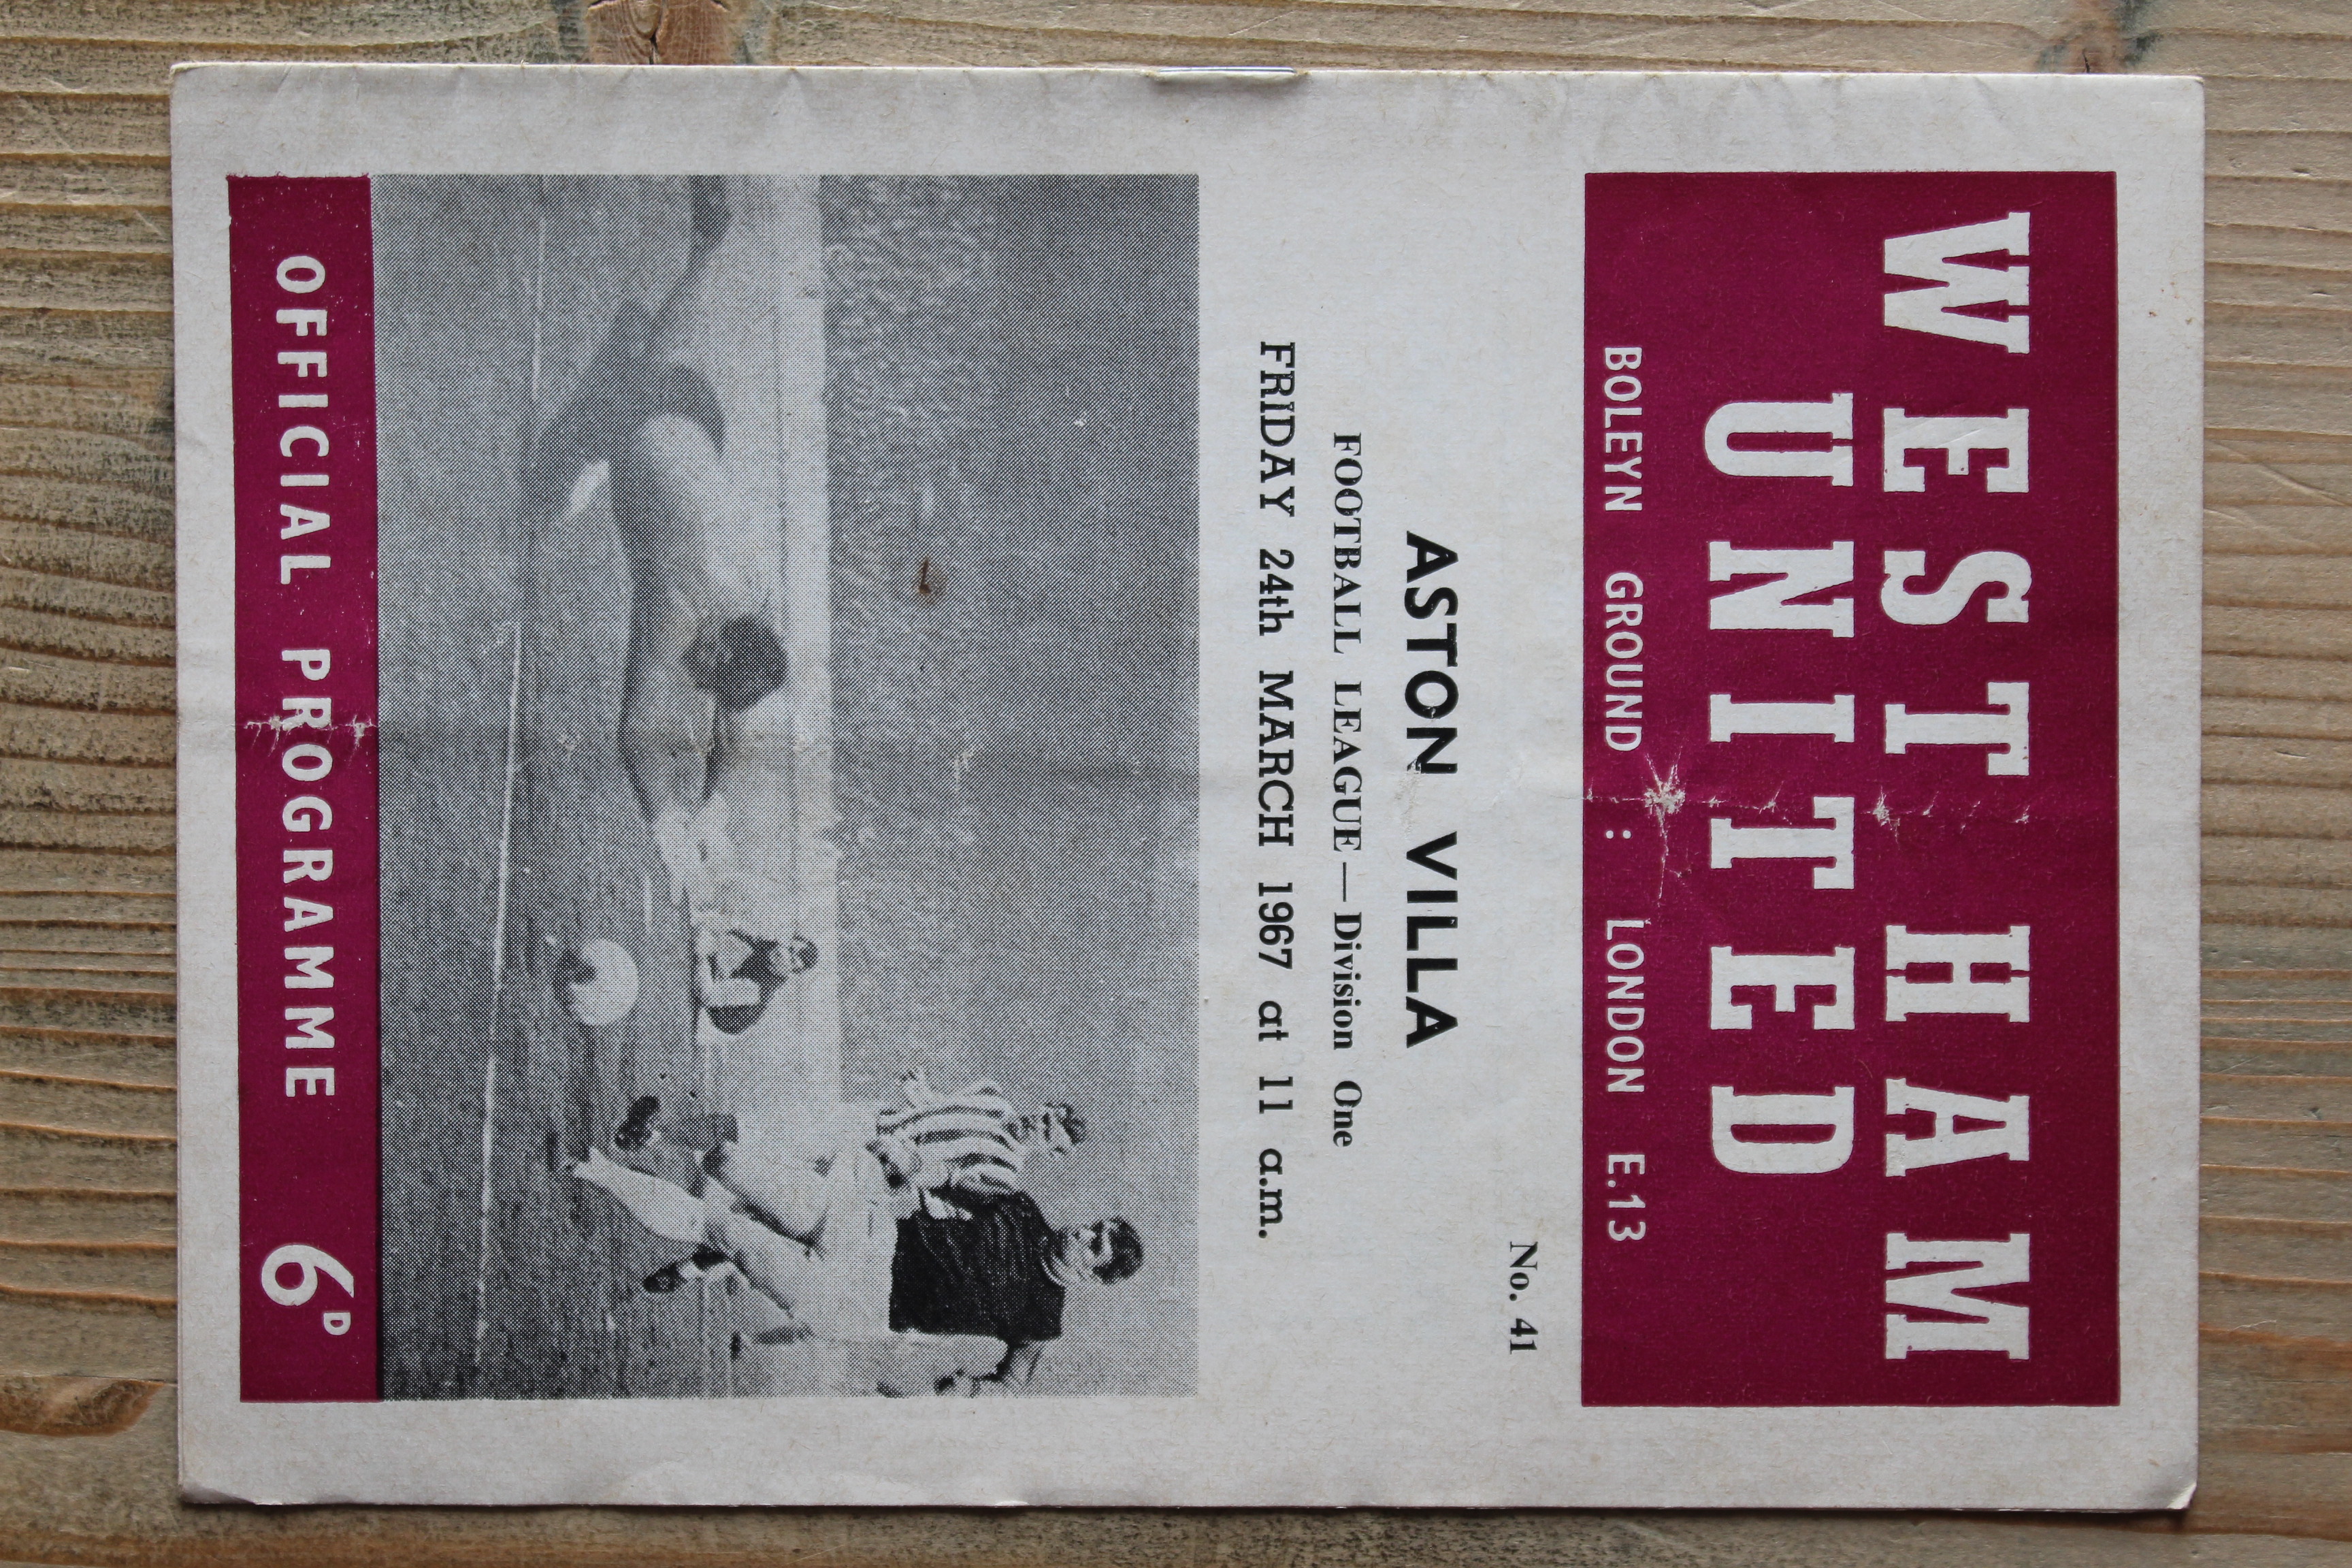 WEST HAM
UNITED
BOLEYN GROUND : LONDON E.13
No. 41
ASTON VILLA
FOOTBALL LEAGUE—Division One
FRIDAY 24th MARCH 1967 at 11 a.m.
OFFICIAL PROGRAMME 6D